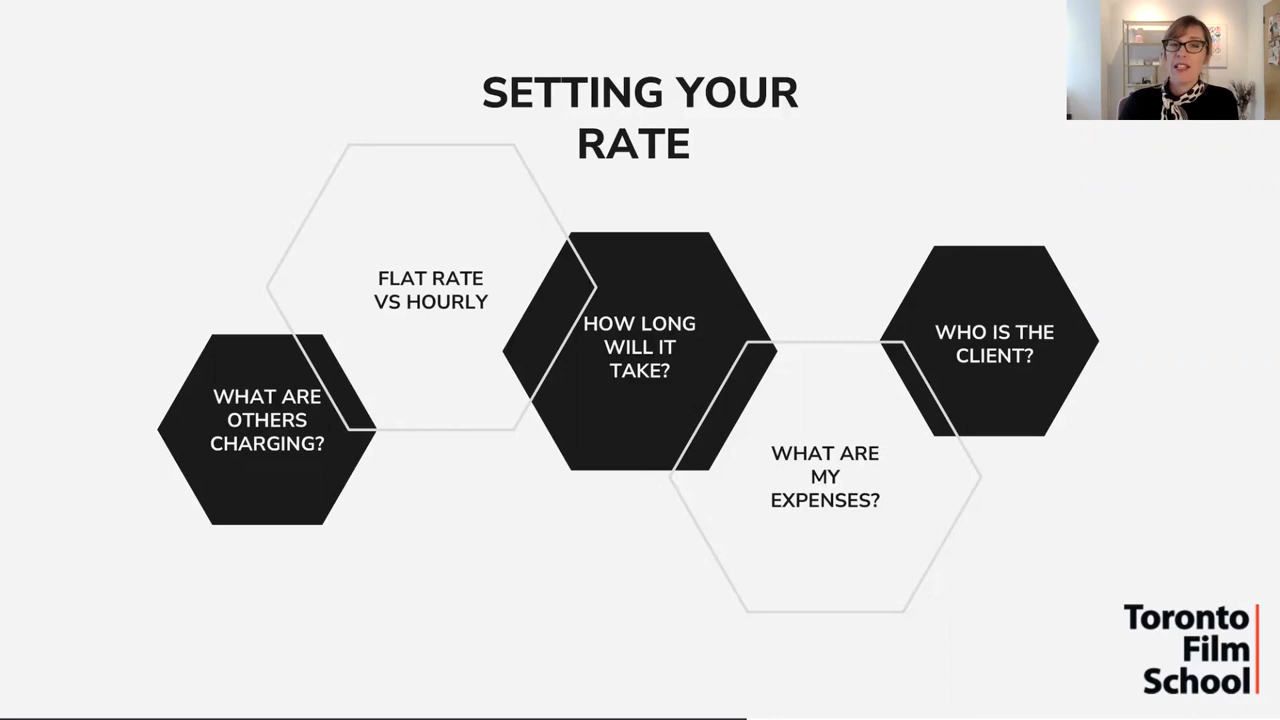 SETTING YOUR
RATE
WHAT ARE
OTHERS
CHARGING?
FLAT RATE
VS HOURLY
HOW LONG
WILL IT
TAKE?
WHAT ARE
MY
EXPENSES?
WHO IS THE
CLIENT?
Toronto
Film
School